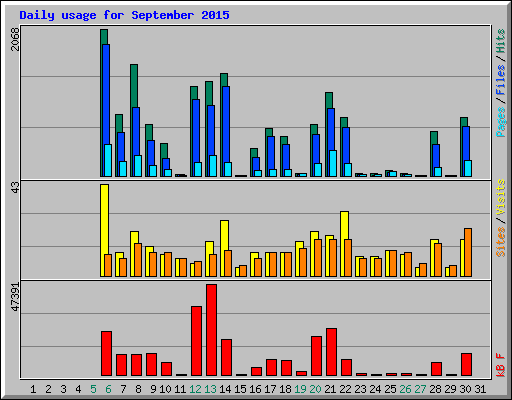 Daily usage for September 2015
2068
Pages / Files / Hits
43
Sites / Visits
47391
kB F
1 2 3 4 5 6 7 8 9 10 11 12 13 14 15 16 17 18 19 20 21 22 23 24 25 26 27 28 29 30 31